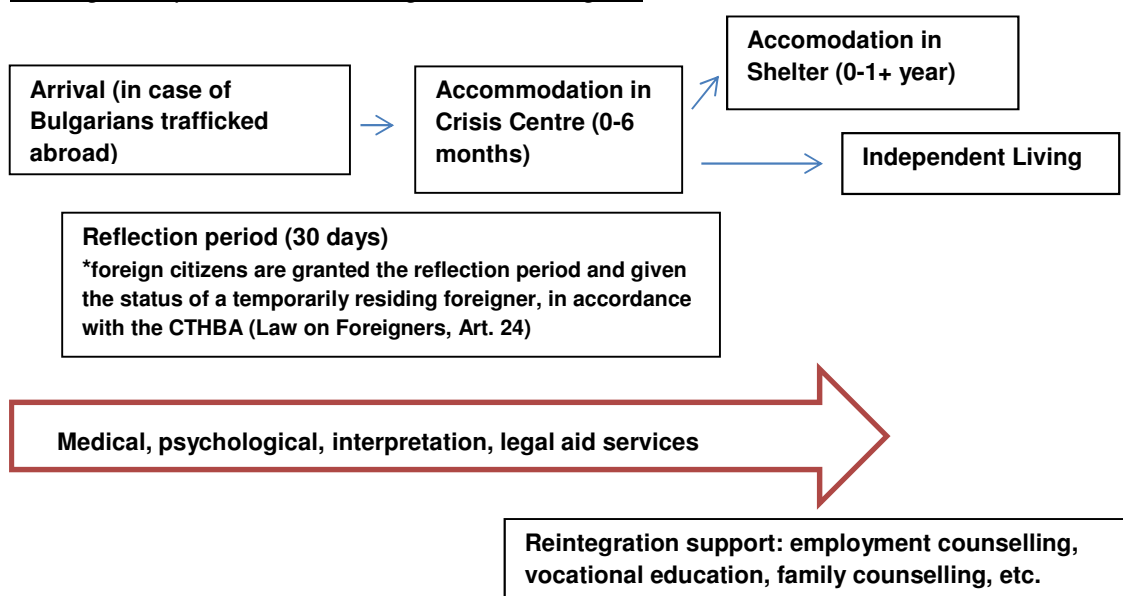 Accomodation in
Shelter (0-1+ year)
Arrival (in case of
Bulgarians trafficked
abroad)
Accommodation in
Crisis Centre (0-6
months)
Independent Living
Reflection period (30 days)
*foreign citizens are granted the reflection period and given
the status of a temporarily residing foreigner, in accordance
with the CTHBA (Law on Foreigners, Art. 24)
Medical, psychological, interpretation, legal aid services
Reintegration support: employment counselling,
vocational education, family counselling, etc.